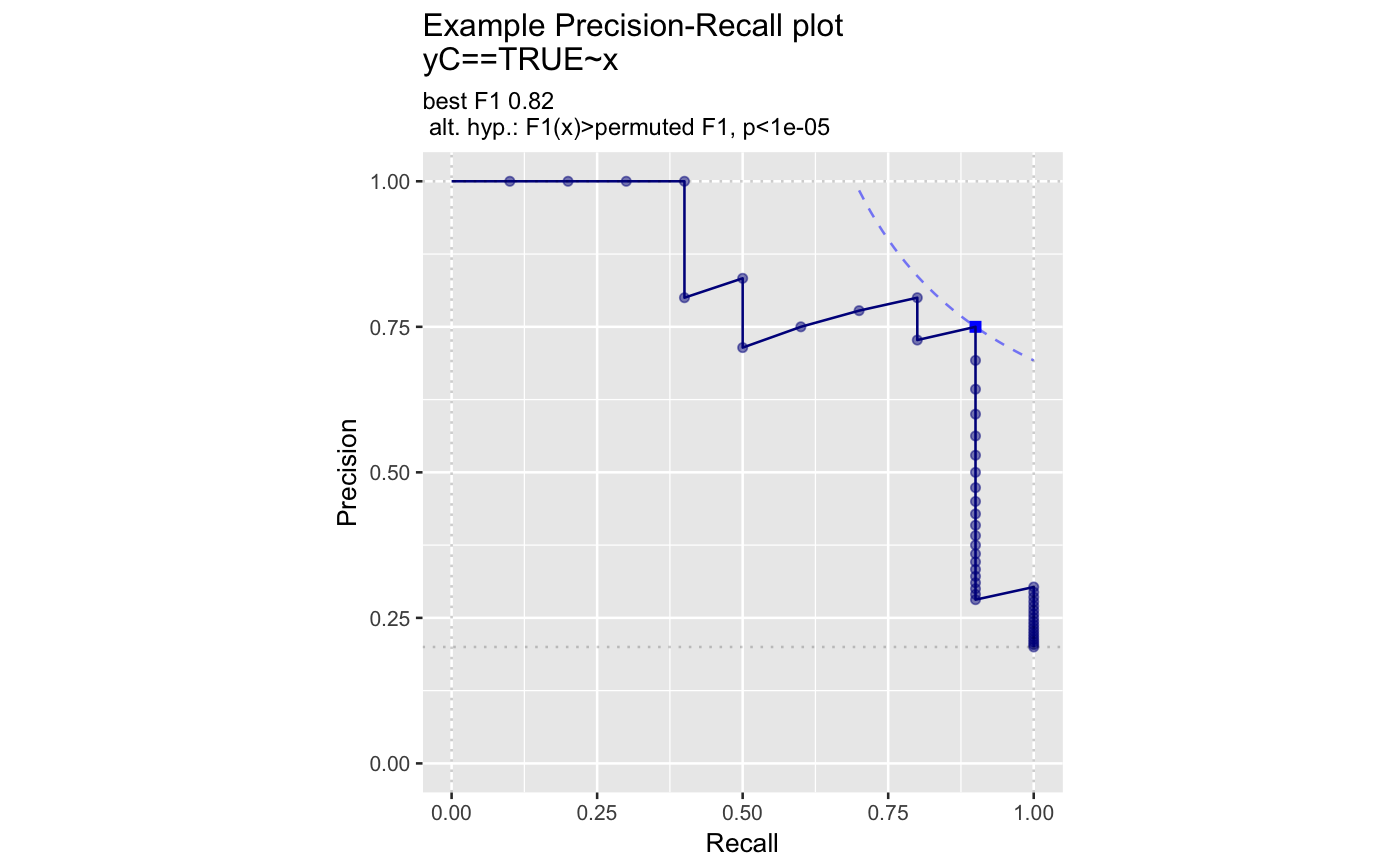 Example Precision-Recall plot
yC==TRUE~x
best F1 0.82
alt. hyp.: F1(x)>permuted F1, p<1e-05
1.00
0.75
0.50
0.25
0.00
Precision
0.00 0.25 0.50 0.75 1.00
Recall